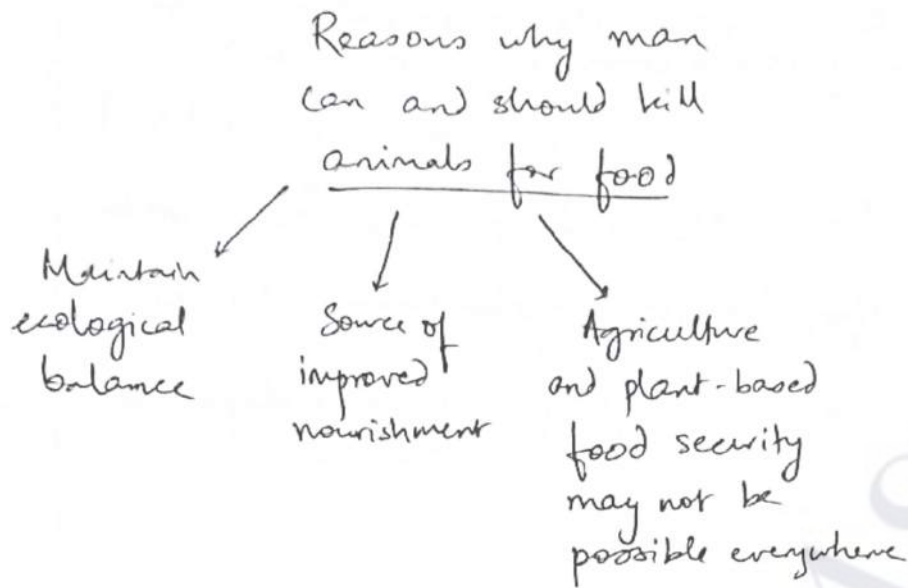 Reasons why man
can and should kill
animals for food
Maintain
ecological
balance
Source of
improved
nourishment
Agriculture
and plant-based
food security
may not be
possible everywhere